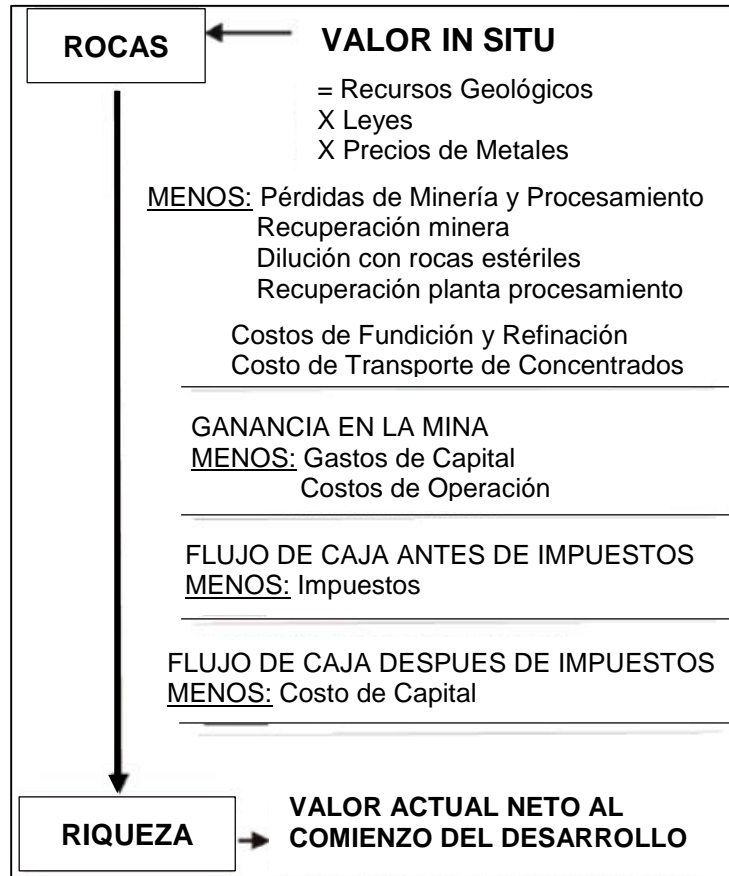 ROCAS
VALOR IN SITU
= Recursos Geológicos
X Leyes
X Precios de Metales
MENOS: Pérdidas de Minería y Procesamiento
Recuperación minera
Dilución con rocas estériles
Recuperación planta procesamiento
Costos de Fundición y Refinación
Costo de Transporte de Concentrados
GANANCIA EN LA MINA
MENOS: Gastos de Capital
Costos de Operación
FLUJO DE CAJA ANTES DE IMPUESTOS
MENOS: Impuestos
FLUJO DE CAJA DESPUES DE IMPUESTOS
MENOS: Costo de Capital
RIQUEZA
VALOR ACTUAL NETO AL
COMIENZO DEL DESARROLLO